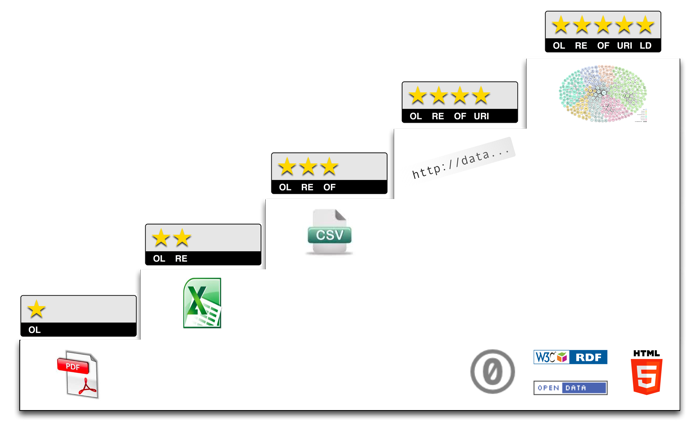 OL RE OF URI LD
OL RE OF URI
http://data...
OL RE OF
CSV
OL RE
X
OL
PDF
0
W3C RDF
OPEN DATA
HTML
5